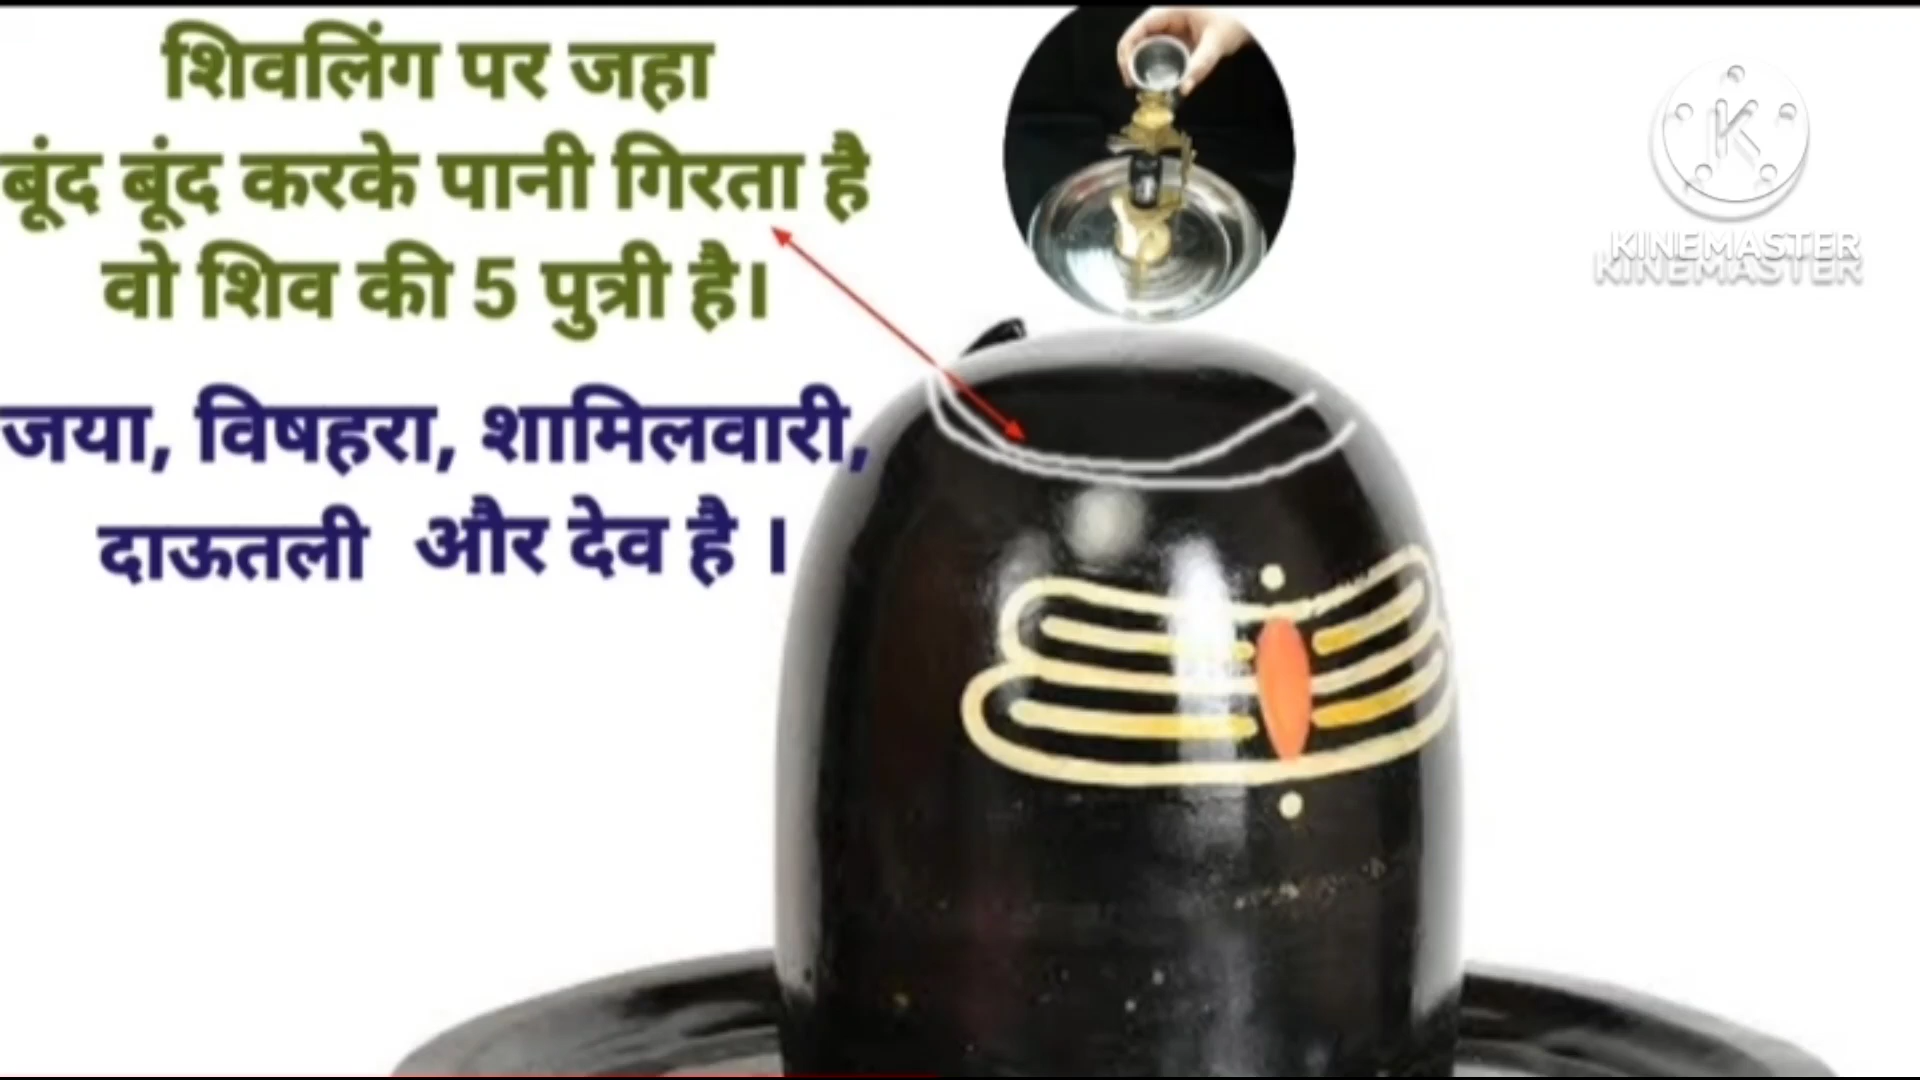 शिवलिंग पर जहा
बूंद बूंद करके पानी गिरता है
वो शिव की 5 पुत्री है।
जया, विषहरा, शामिलवारी,
दाऊतली और देव है ।
K
KINEMASTER
KINEMASTER